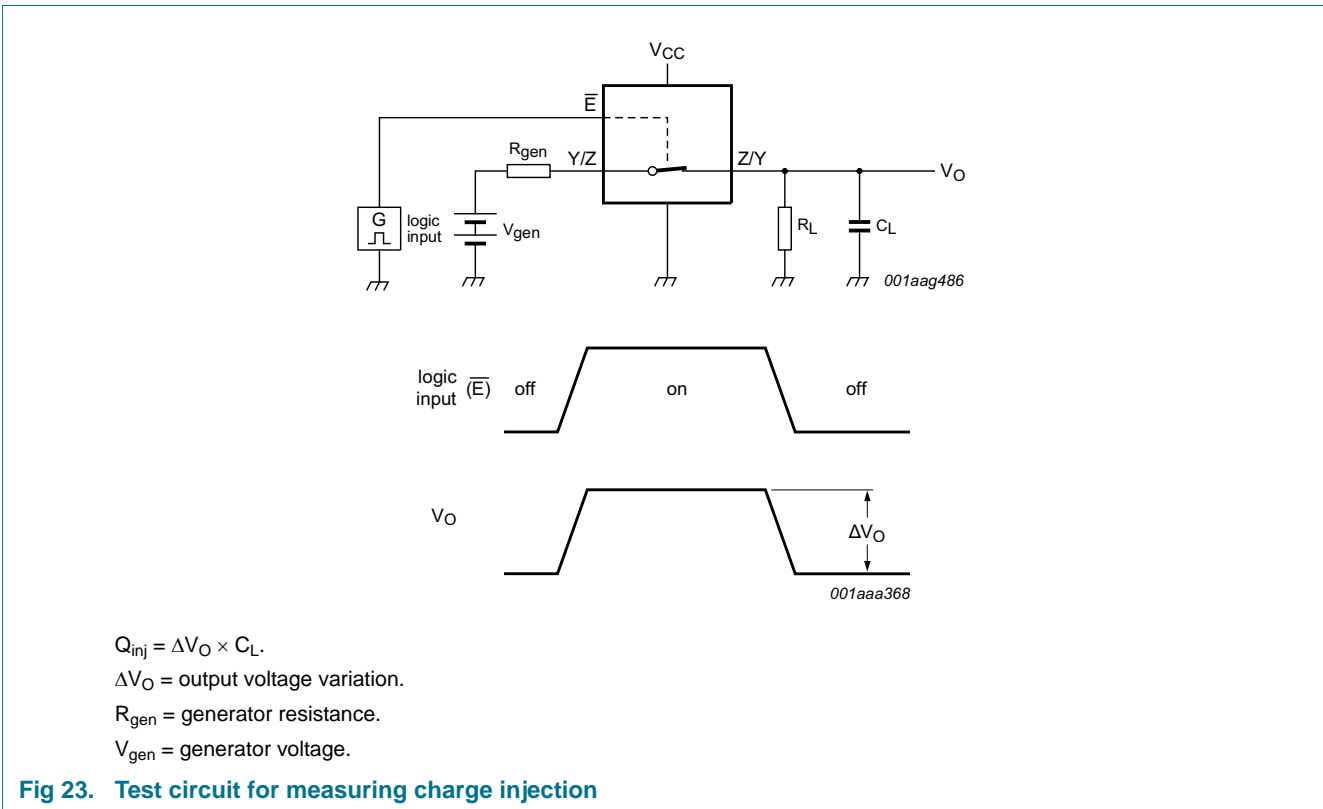 VCC
E̅
Rgen
Y/Z
Z/Y
VO
G
logic
input
Vgen
RL
CL
001aag486
logic
input
(E̅)
off
on
off
VO
ΔVO
001aaa368
Qinj = ΔVO × CL.
ΔVO = output voltage variation.
Rgen = generator resistance.
Vgen = generator voltage.
Fig 23. Test circuit for measuring charge injection